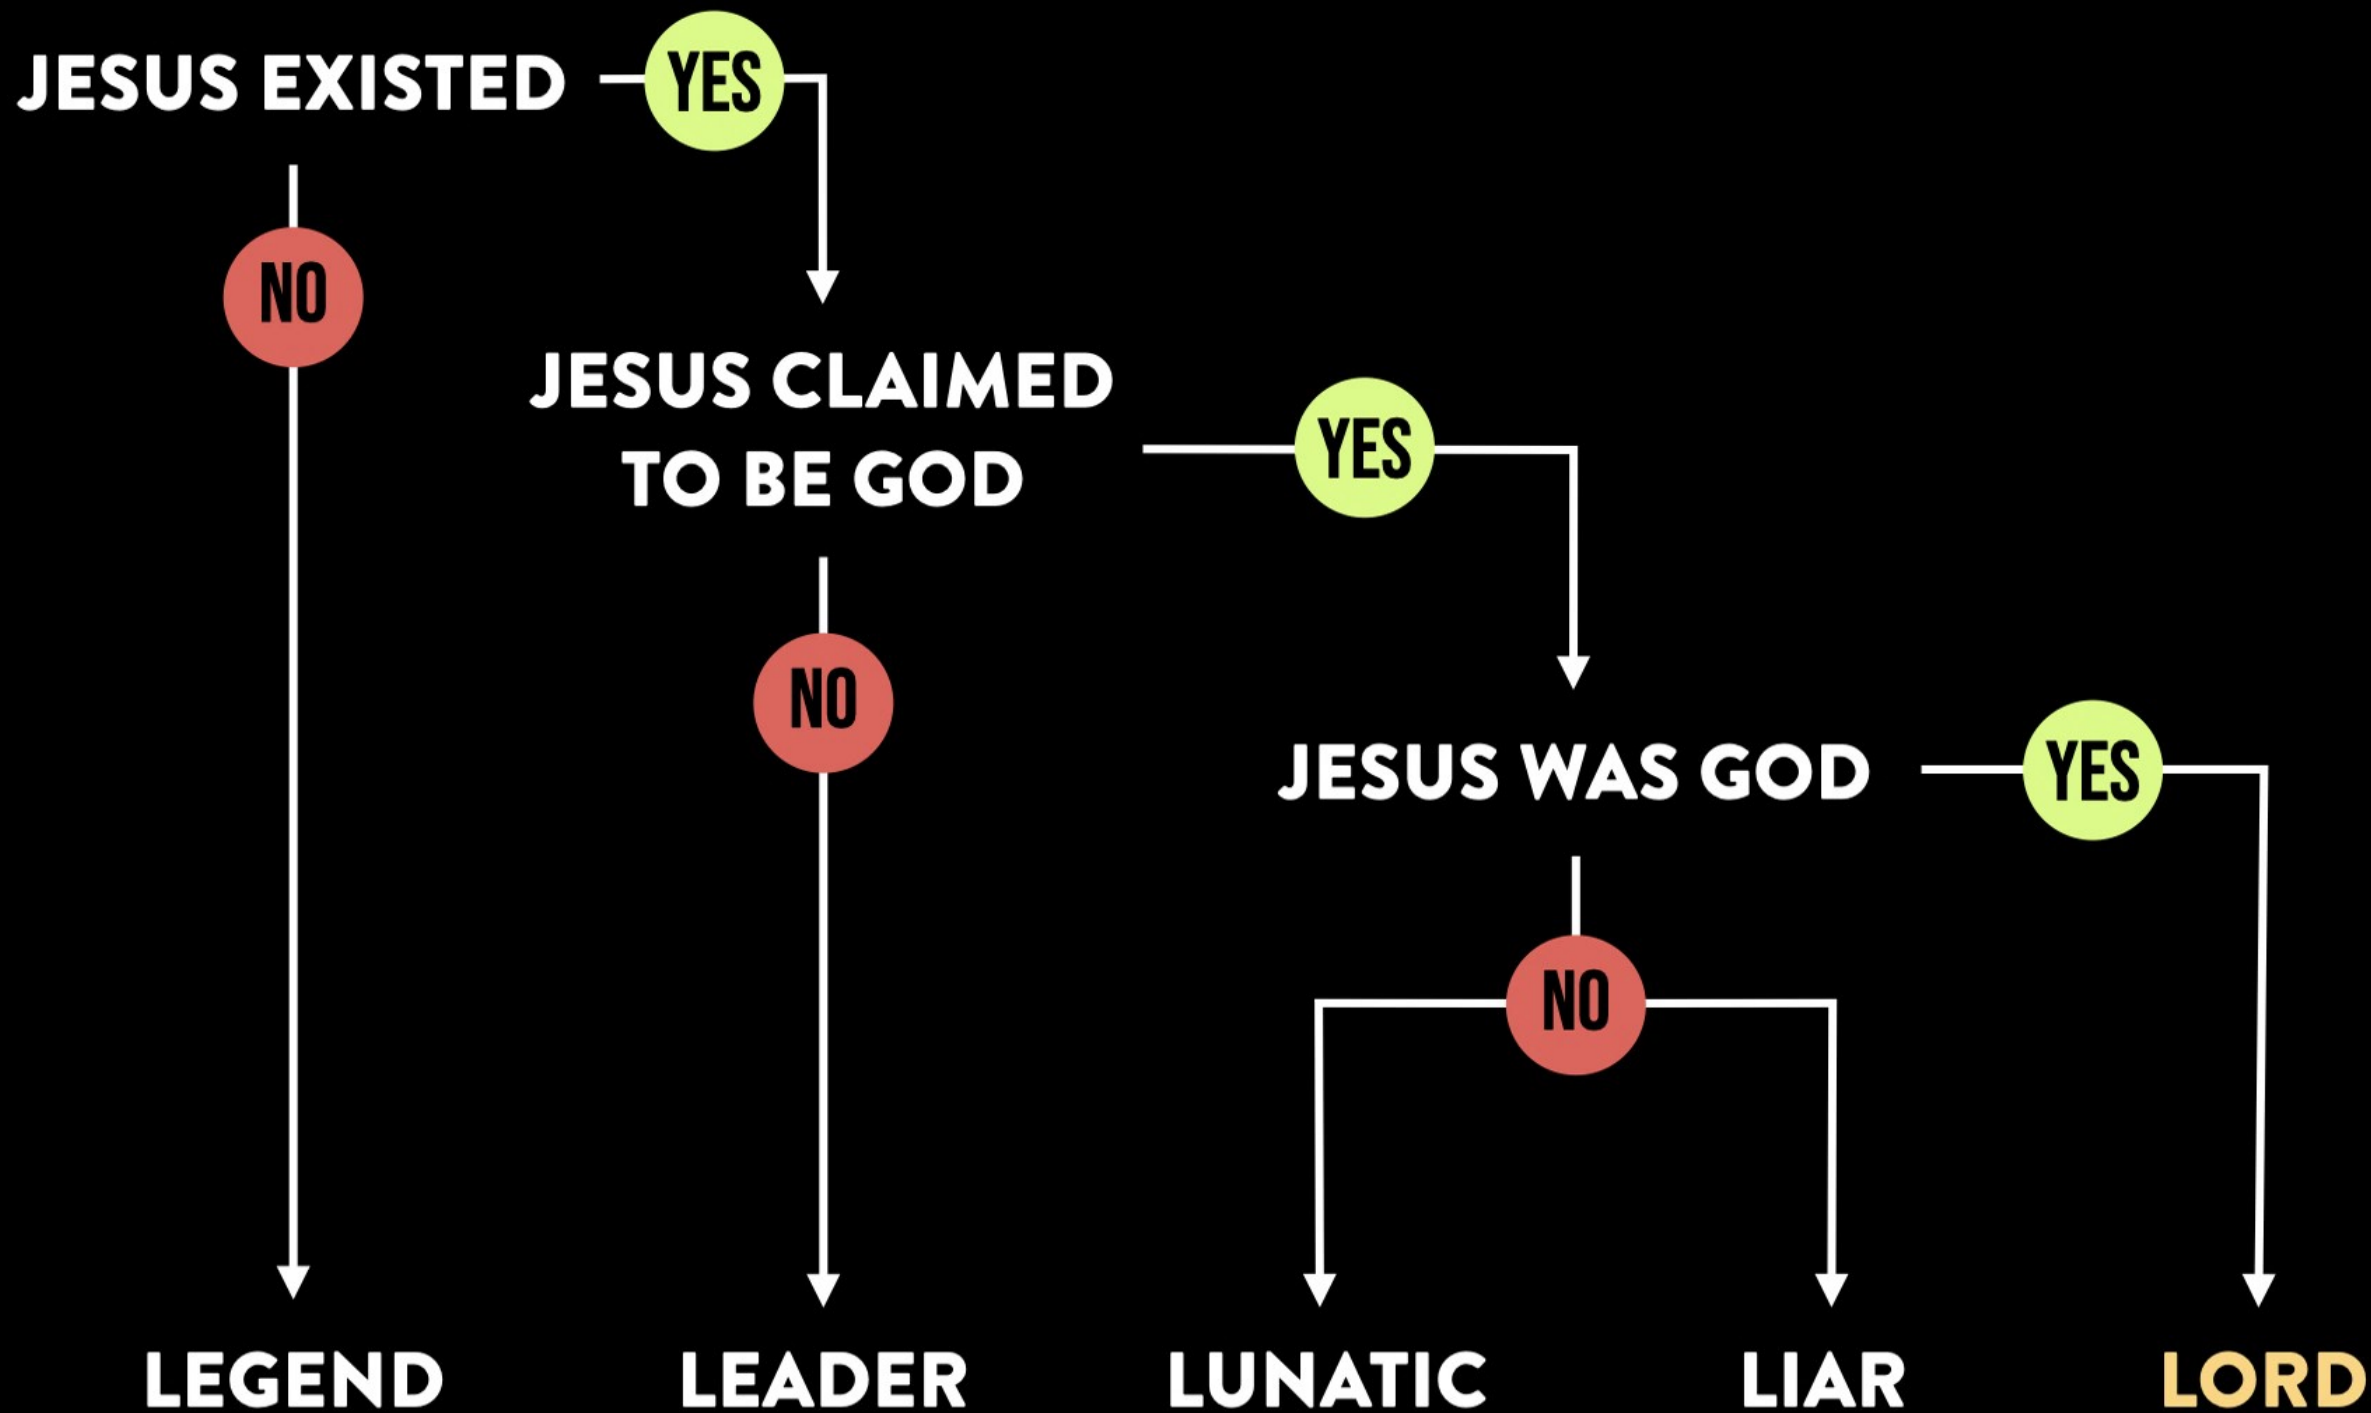 JESUS EXISTED
YES
NO
JESUS CLAIMED
TO BE GOD
YES
NO
JESUS WAS GOD
YES
NO
LEGEND
LEADER
LUNATIC
LIAR
LORD